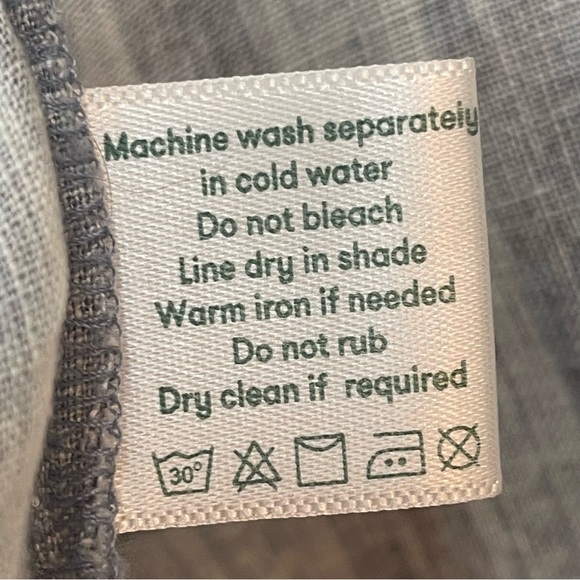 Machine wash separately
in cold water
Do not bleach
Line dry in shade
Warm iron if needed
Do not rub
Dry clean if required
30°